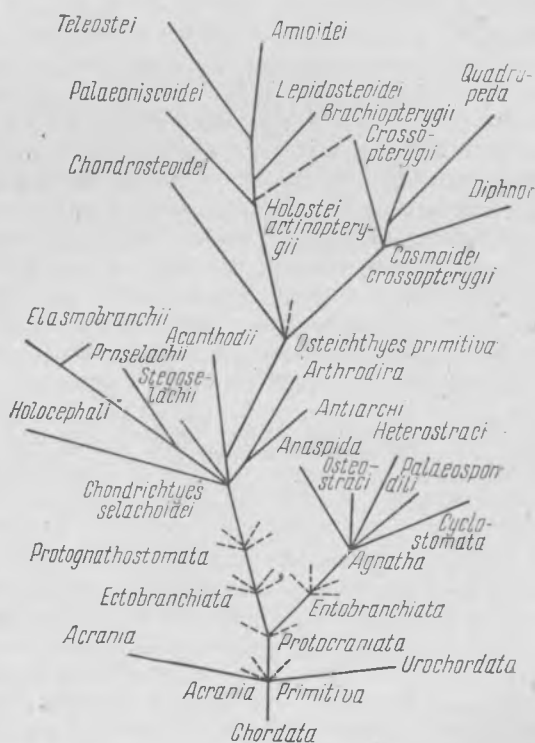 Teleostei
Amioidei
Quadru-
peda
Palaeoniscoidei
Lepidosteoidei
Brachiopterygii
Crosso-
pterygii
Chondrosteoidei
Diphnor
Holostei
actinoptery-
gii
Cosmoidei
crossopterygii
Elasmobranchii
Prnselachii
Acanthodii
Osteichthyes primitiva
Stegose-
lachii
Arthrodira
Holocephali
Antiarchi
Heterostraci
Anaspida
Osteo-
straci
Palaeospon-
dili
Chondrichtyes
selachoidei
Cyclo-
stomata
Protognathostomata
Agnatha
Ectobranchiata
Entobranchiata
Acrania
Protocraniata
Urochordata
Acrania Primitiva
Chordata